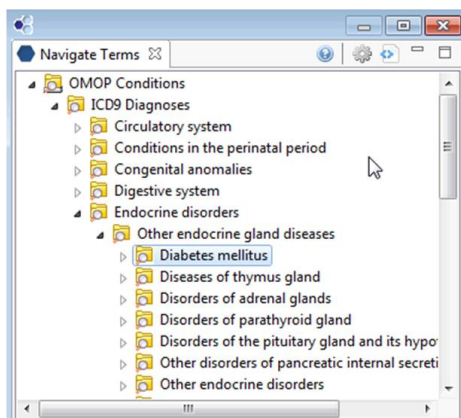 Navigate Terms
OMOP Conditions
ICD9 Diagnoses
Circulatory system
Conditions in the perinatal period
Congenital anomalies
Digestive system
Endocrine disorders
Other endocrine gland diseases
Diabetes mellitus
Diseases of thymus gland
Disorders of adrenal glands
Disorders of parathyroid gland
Disorders of the pituitary gland and its hypo
Other disorders of pancreatic internal secreti
Other endocrine disorders